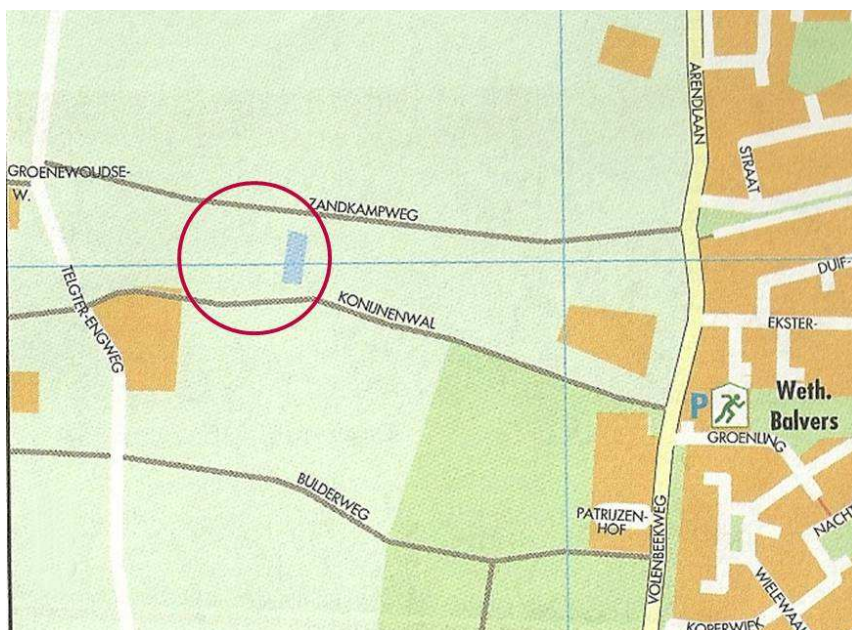 ARENDLAAN
STRAAT
GROENEWOUDSE-
W.
ZANDKAMPWEG
DUIF-
TELGTER-ENGWEG
KONIJNENWAL
EKSTER-
P
Weth.
Balvers
GROENLING
BULDERWEG
PATRIJZEN-
HOF
NACHT
VOLENBEEKWEG
WIELEWAAL
KOPERWIEK